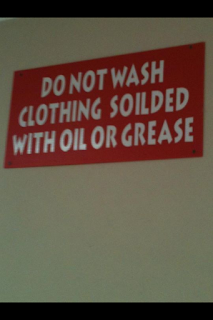 DO NOT WASH
CLOTHING SOILDED
WITH OIL OR GREASE